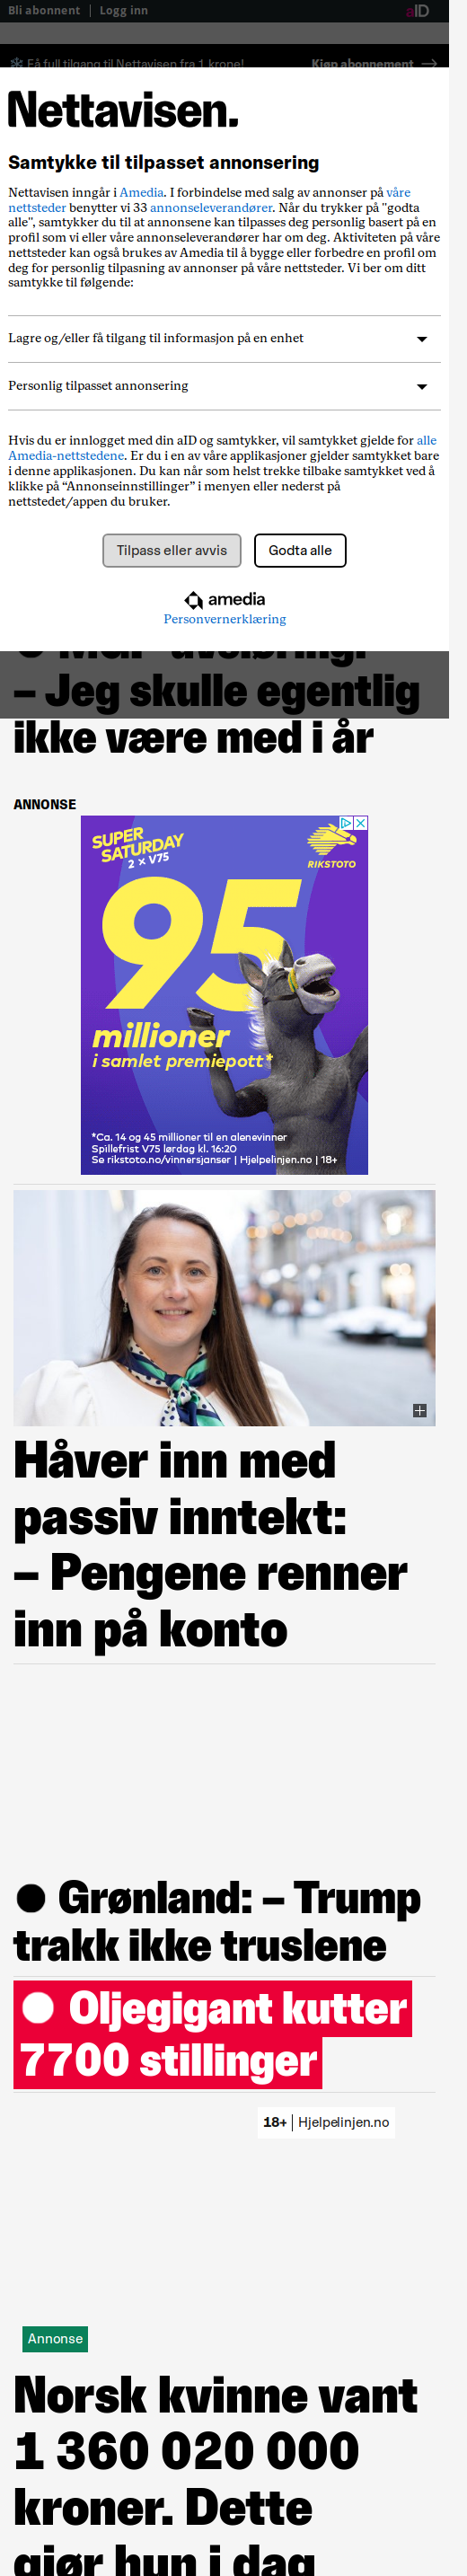 Bli abonnent | Logg inn
aID
Få full tilgang til Nettavisen fra 1 krone!
Kjøp abonnement →
Nettavisen.
Samtykke til tilpasset annonsering
Nettavisen inngår i Amedia. I forbindelse med salg av annonser på våre
nettsteder benytter vi 33 annonseleverandører. Når du trykker på "godta
alle", samtykker du til at annonsene kan tilpasses deg personlig basert på en
profil som vi eller våre annonseleverandører har om deg. Aktiviteten på våre
nettsteder kan også brukes av Amedia til å bygge eller forbedre en profil om
deg for personlig tilpasning av annonser på våre nettsteder. Vi ber om ditt
samtykke til følgende:
Lagre og/eller få tilgang til informasjon på en enhet
Personlig tilpasset annonsering
Hvis du er innlogget med din aID og samtykker, vil samtykket gjelde for alle
Amedia-nettstedene. Er du i en av våre applikasjoner gjelder samtykket bare
i denne applikasjonen. Du kan når som helst trekke tilbake samtykket ved å
klikke på “Annonseinnstillinger” i menyen eller nederst på
nettstedet/appen du bruker.
Tilpass eller avvis
Godta alle
amedia
Personvernerklæring
– Jeg skulle egentlig
ikke være med i år
ANNONSE
SUPER
SATURDAY
2 x V75
RIKSTOTO
95
millioner
i samlet premiepott*
*Ca. 14 og 45 millioner til en alenevinner
Spillefrist V75 lørdag kl. 16:20
Se rikstoto.no/vinnersjanser | Hjelpelinjen.no | 18+
Håver inn med
passiv inntekt:
– Pengene renner
inn på konto
Grønland: – Trump
trakk ikke truslene
Oljegigant kutter
7700 stillinger
18+ | Hjelpelinjen.no
Annonse
Norsk kvinne vant
1 360 020 000
kroner. Dette
gjør hun i dag